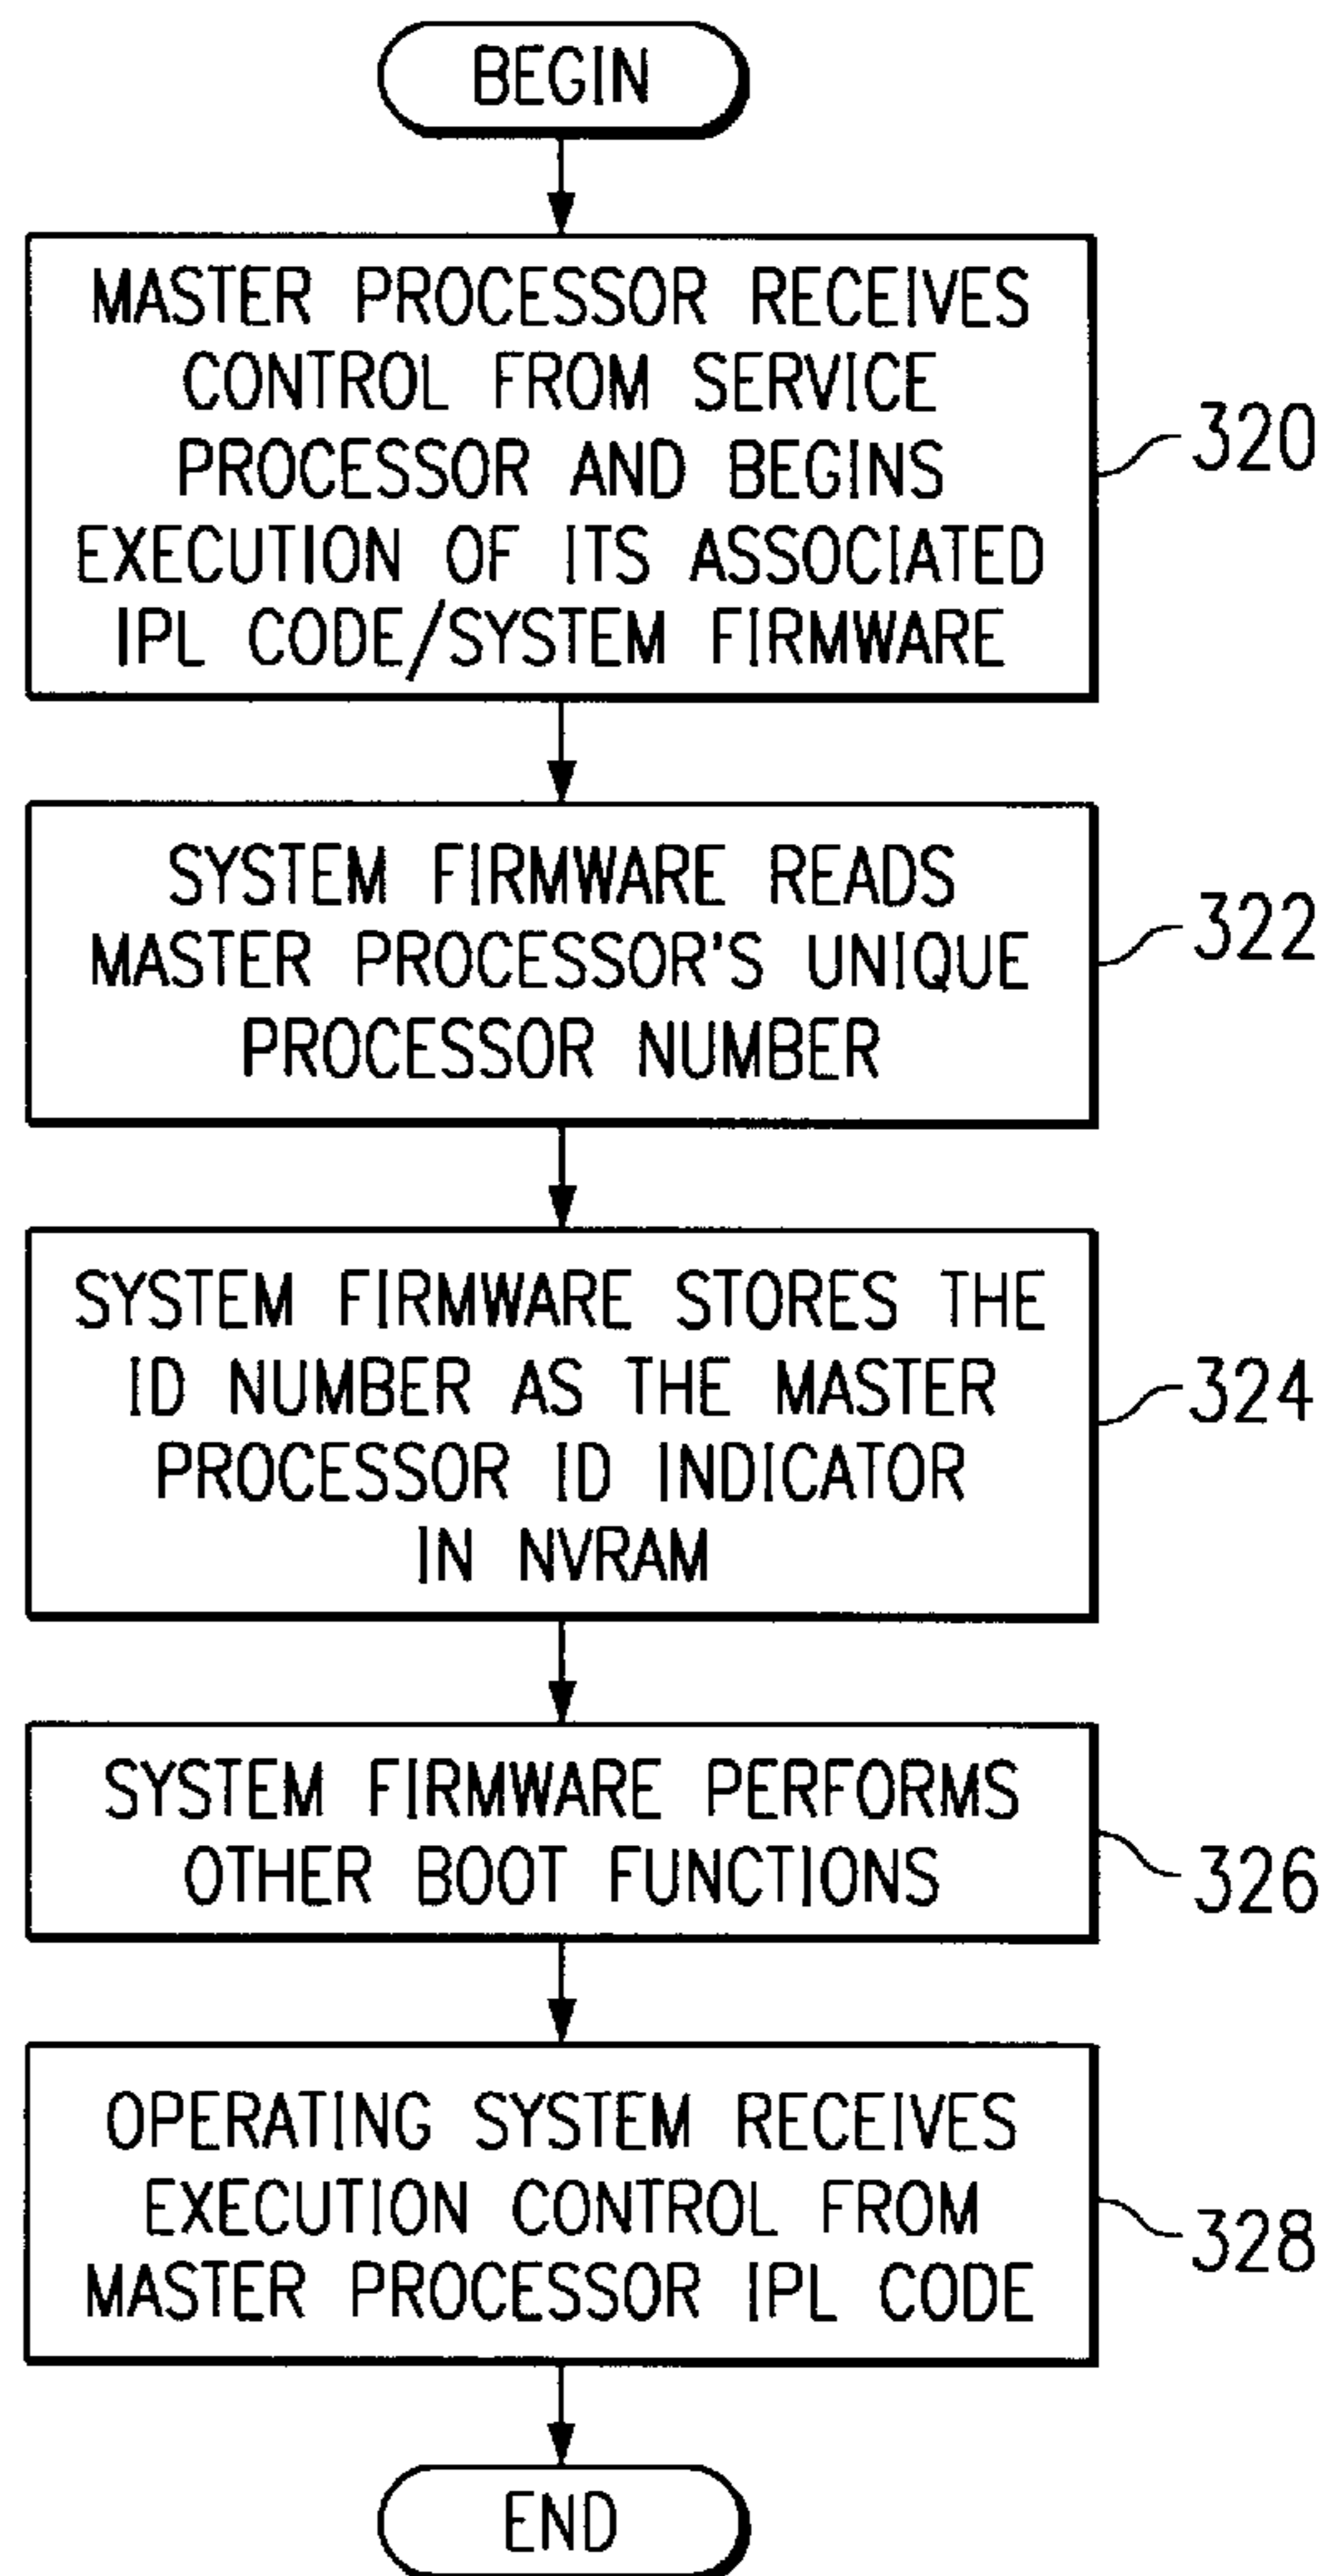 BEGIN
MASTER PROCESSOR RECEIVES
CONTROL FROM SERVICE
PROCESSOR AND BEGINS
EXECUTION OF ITS ASSOCIATED
IPL CODE/SYSTEM FIRMWARE
320
SYSTEM FIRMWARE READS
MASTER PROCESSOR'S UNIQUE
PROCESSOR NUMBER
322
SYSTEM FIRMWARE STORES THE
ID NUMBER AS THE MASTER
PROCESSOR ID INDICATOR
IN NVRAM
324
SYSTEM FIRMWARE PERFORMS
OTHER BOOT FUNCTIONS
326
OPERATING SYSTEM RECEIVES
EXECUTION CONTROL FROM
MASTER PROCESSOR IPL CODE
328
END